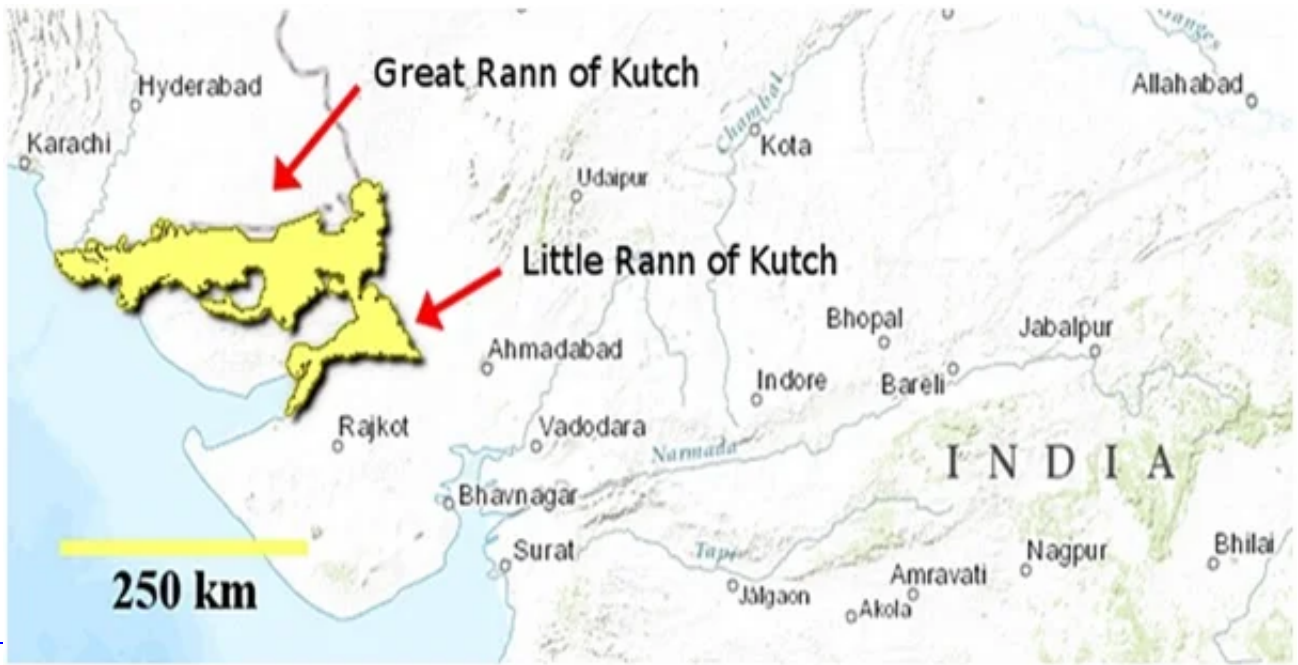 Ganges
Great Rann of Kutch
Hyderabad
Allahabad
Karachi
Chambal
Kota
Udaipur
Little Rann of Kutch
Bhopal
Jabalpur
Ahmadabad
Indore
Bareli
Rajkot
Vadodara
Narmada
INDIA
Bhavnagar
Surat
Tapi
Nagpur
Bhilai
250 km
Amravati
Jalgaon
Akola